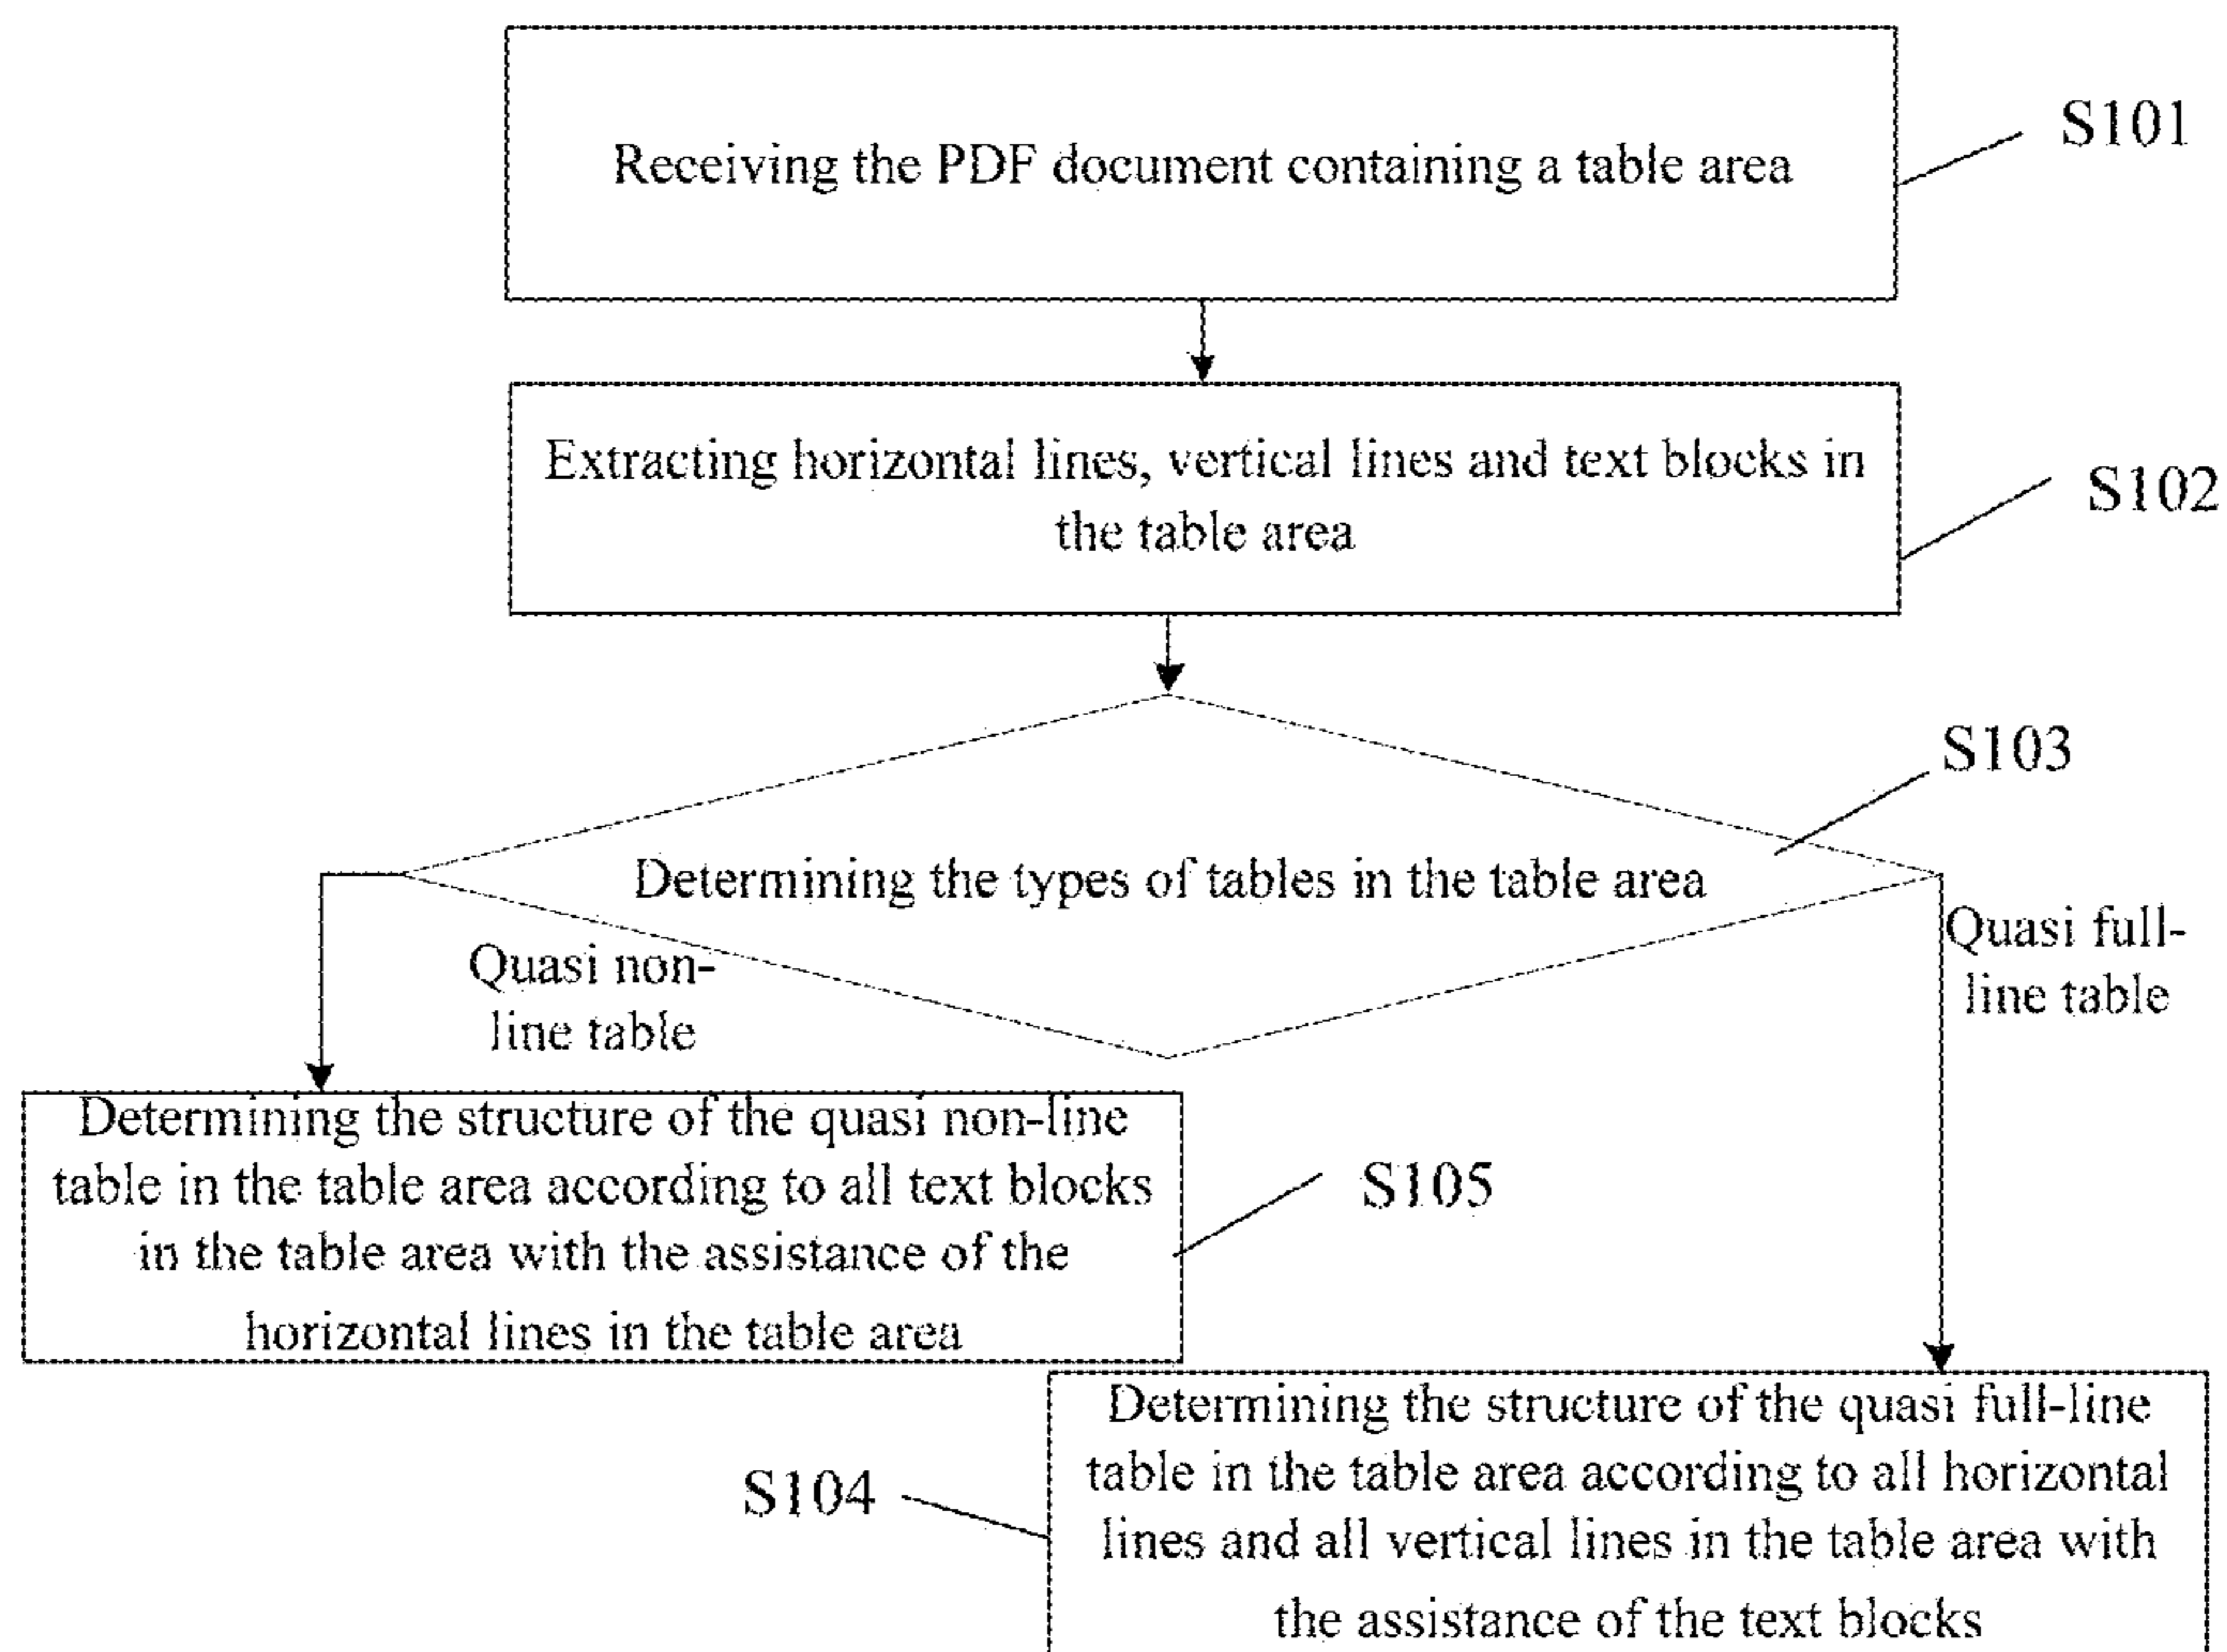 Receiving the PDF document containing a table area
S101
Extracting horizontal lines, vertical lines and text blocks in
the table area
S102
S103
Determining the types of tables in the table area
Quasi non-
line table
Quasi full-
line table
Determining the structure of the quasi non-line
table in the table area according to all text blocks
in the table area with the assistance of the
horizontal lines in the table area
S105
Determining the structure of the quasi full-line
table in the table area according to all horizontal
lines and all vertical lines in the table area with
the assistance of the text blocks
S104